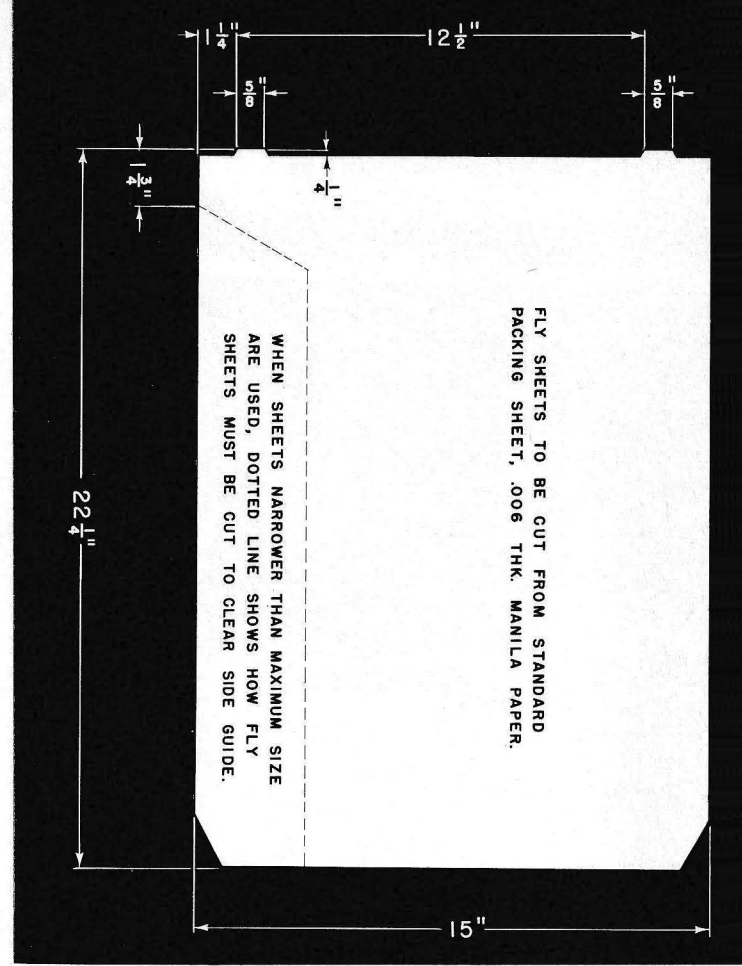 1 1/4"
12 1/2"
5/8"
5/8"
1 3/4"
1/4"
FLY SHEETS TO BE CUT FROM STANDARD
PACKING SHEET, .006 THK. MANILA PAPER.
WHEN SHEETS NARROWER THAN MAXIMUM SIZE
ARE USED, DOTTED LINE SHOWS HOW FLY
SHEETS MUST BE CUT TO CLEAR SIDE GUIDE.
22 1/4"
15"